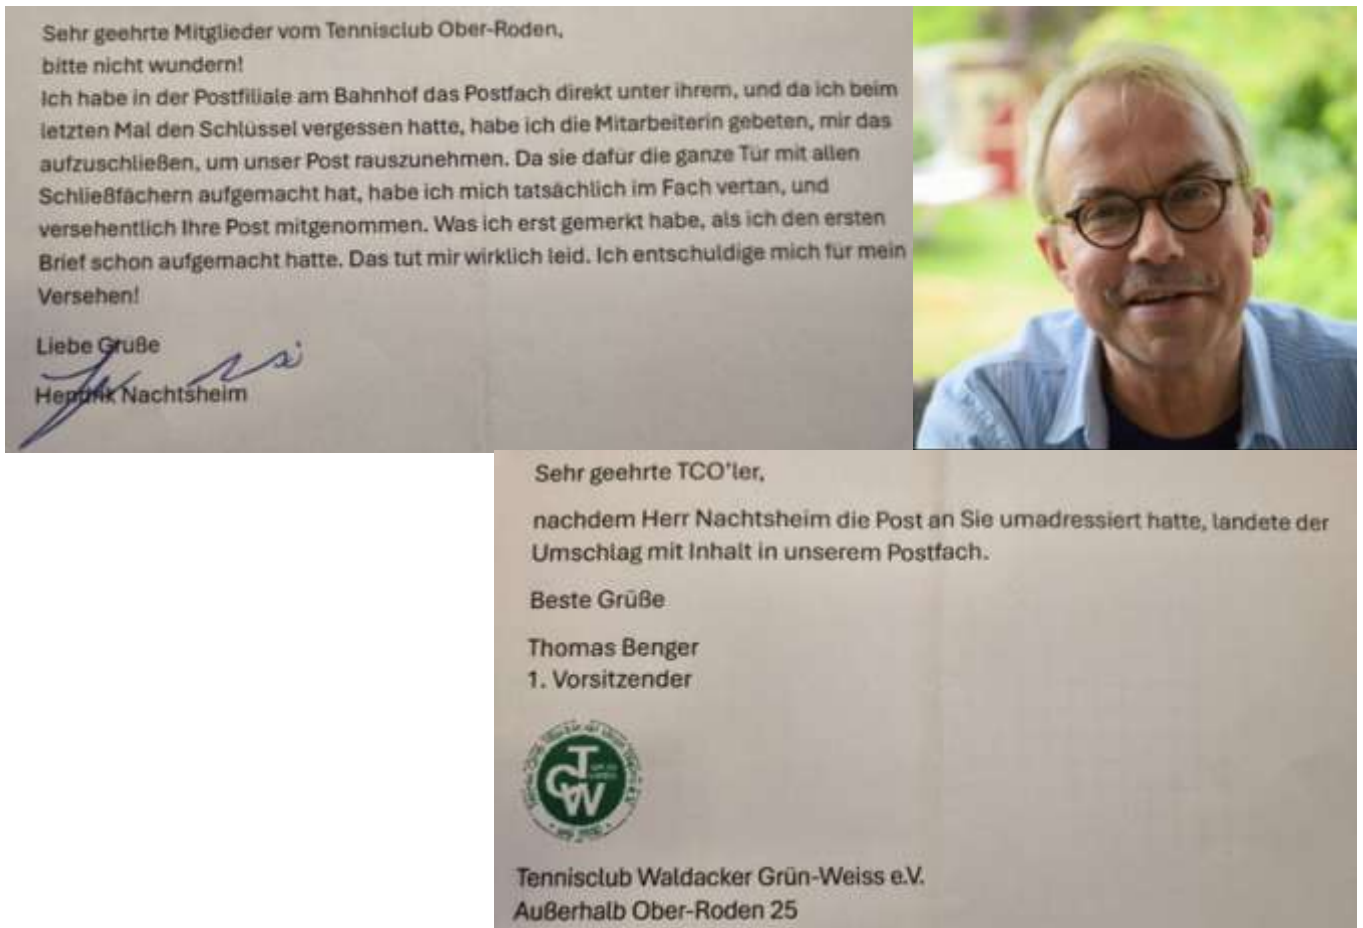 Sehr geehrte Mitglieder vom Tennisclub Ober-Roden,
bitte nicht wundern!
Ich habe in der Postfiliale am Bahnhof das Postfach direkt unter ihrem, und da ich beim
letzten Mal den Schlüssel vergessen hatte, habe ich die Mitarbeiterin gebeten, mir das
aufzuschließen, um unser Post rauszunehmen. Da sie dafür die ganze Tür mit allen
Schließfächern aufgemacht hat, habe ich mich tatsächlich im Fach vertan, und
versehentlich Ihre Post mitgenommen. Was ich erst gemerkt habe, als ich den ersten
Brief schon aufgemacht hatte. Das tut mir wirklich leid. Ich entschuldige mich für mein
Versehen!
Liebe Grüße
Hendrik Nachtsheim
Sehr geehrte TCO'ler,
nachdem Herr Nachtsheim die Post an Sie umadressiert hatte, landete der
Umschlag mit Inhalt in unserem Postfach.
Beste Grüße
Thomas Benger
1. Vorsitzender
TCW
Tennisclub Waldacker Grün-Weiss e.V.
Außerhalb Ober-Roden 25